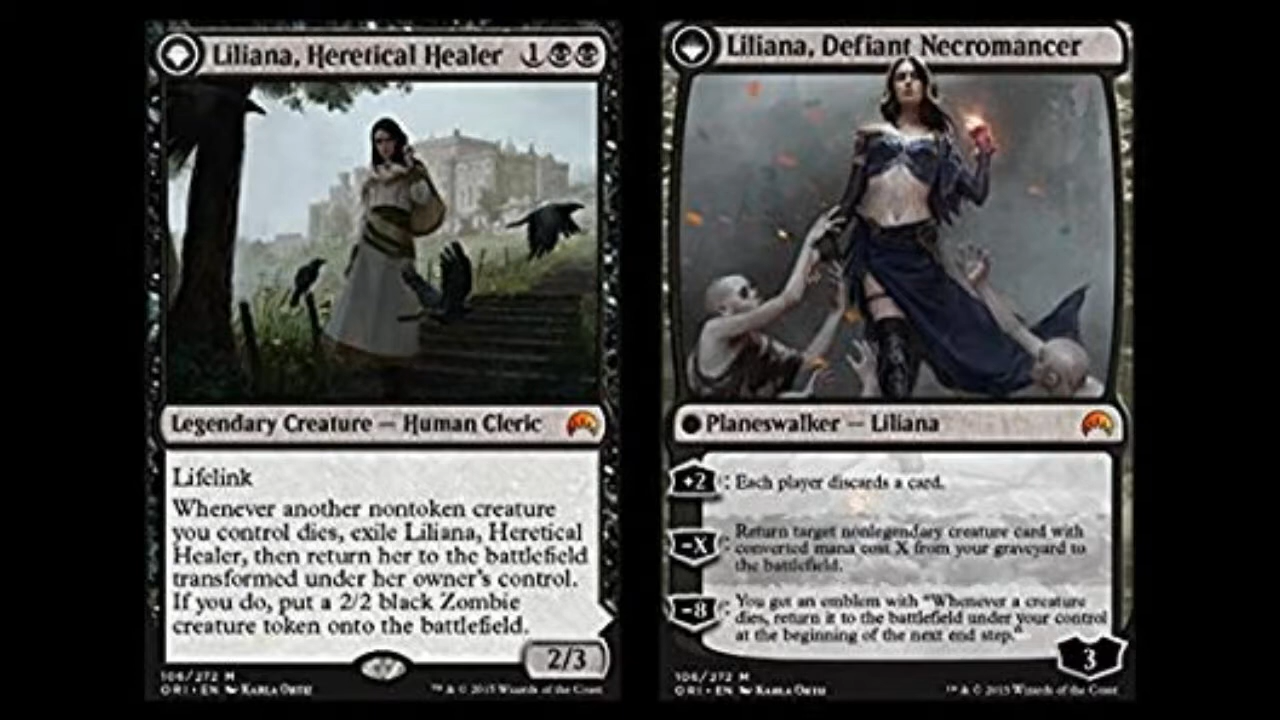 Liliana, Heretical Healer 1
Legendary Creature — Human Cleric
Lifelink
Whenever another nontoken creature
you control dies, exile Liliana, Heretical
Healer, then return her to the battlefield
transformed under her owner's control.
If you do, put a 2/2 black Zombie
creature token onto the battlefield.
2/3
106/272 M
ORI • EN Karla Ortiz
™ & © 2015 Wizards of the Coast
Liliana, Defiant Necromancer
Planeswalker — Liliana
+2 : Each player discards a card.
-X : Return target nonlegendary creature card with
converted mana cost X from your graveyard to
the battlefield.
-8 : You get an emblem with "Whenever a creature
dies, return it to the battlefield under your control
at the beginning of the next end step."
3
106/272 M
ORI • EN Karla Ortiz
™ & © 2015 Wizards of the Coast